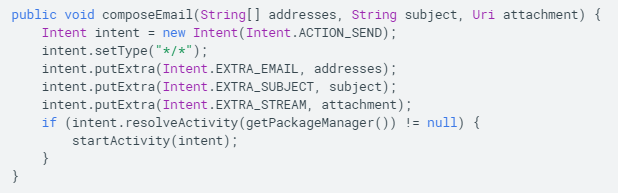 public void composeEmail(String[] addresses, String subject, Uri attachment) {
    Intent intent = new Intent(Intent.ACTION_SEND);
    intent.setType("*/*");
    intent.putExtra(Intent.EXTRA_EMAIL, addresses);
    intent.putExtra(Intent.EXTRA_SUBJECT, subject);
    intent.putExtra(Intent.EXTRA_STREAM, attachment);
    if (intent.resolveActivity(getPackageManager()) != null) {
        startActivity(intent);
    }
}